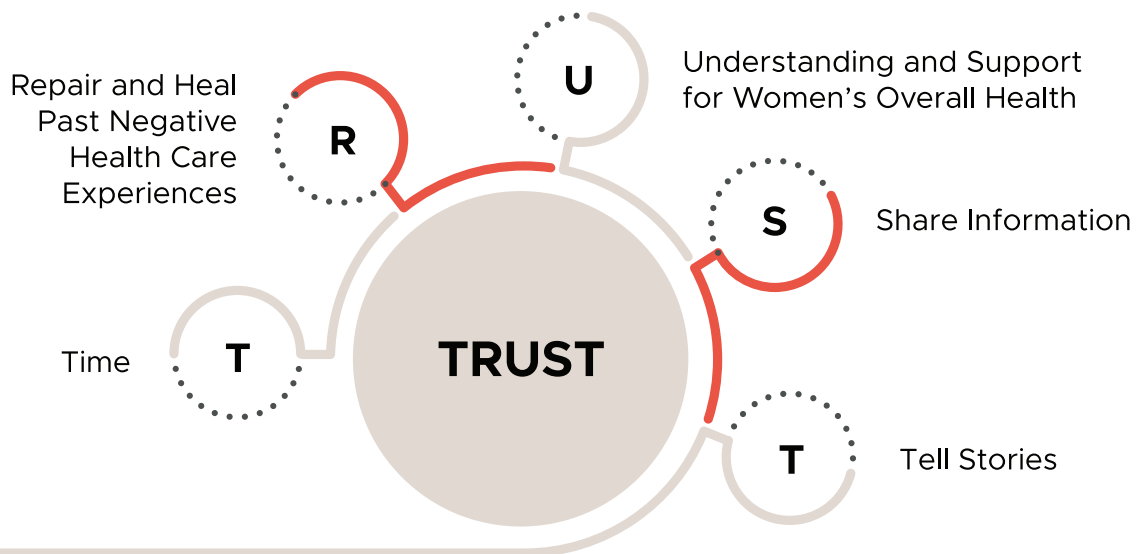 TRUST
T
Time
R
Repair and Heal
Past Negative
Health Care
Experiences
U
Understanding and Support
for Women’s Overall Health
S
Share Information
T
Tell Stories